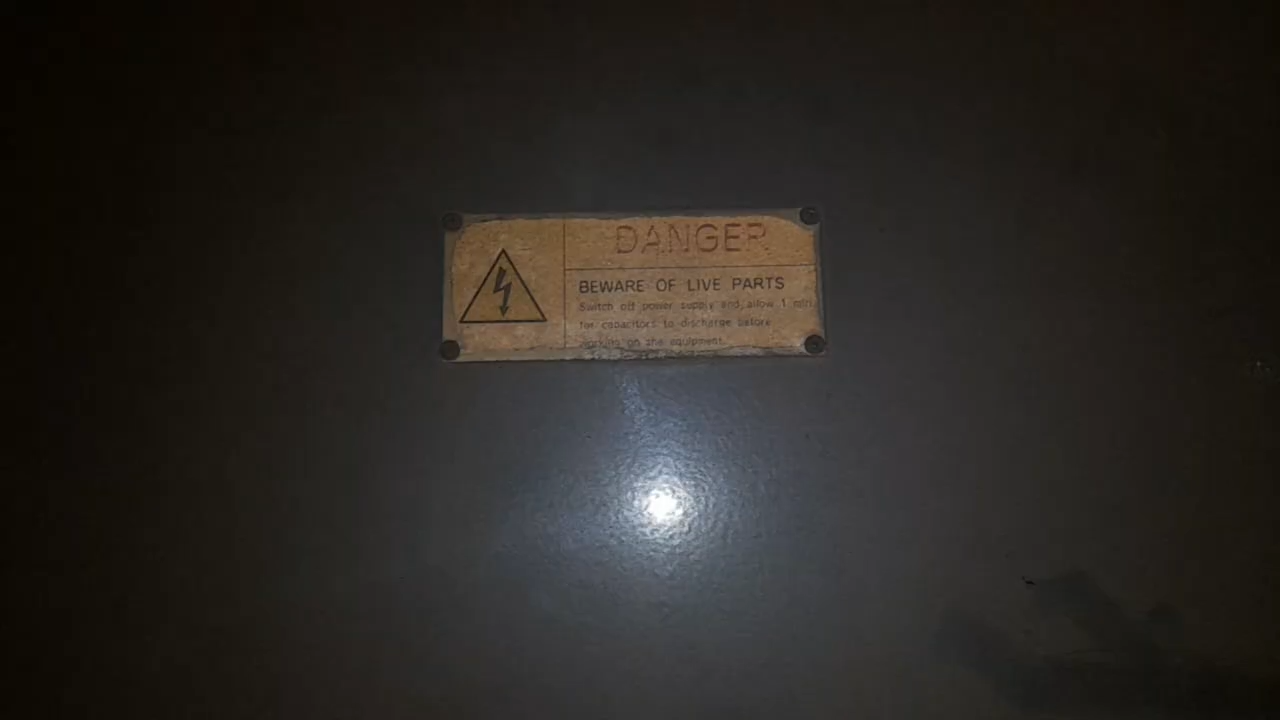 DANGER
BEWARE OF LIVE PARTS
Switch off power supply and allow 1 min
for capacitors to discharge before
working on the equipment.